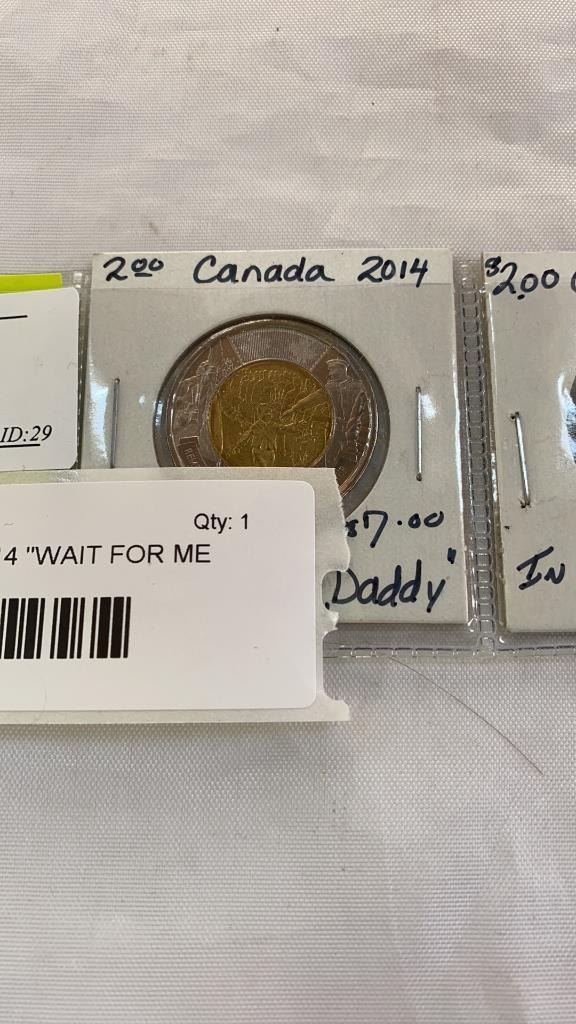 2.00 Canada 2014
$2.00
ID:29
Qty: 1
4 "WAIT FOR ME
$7.00
Daddy"
IN